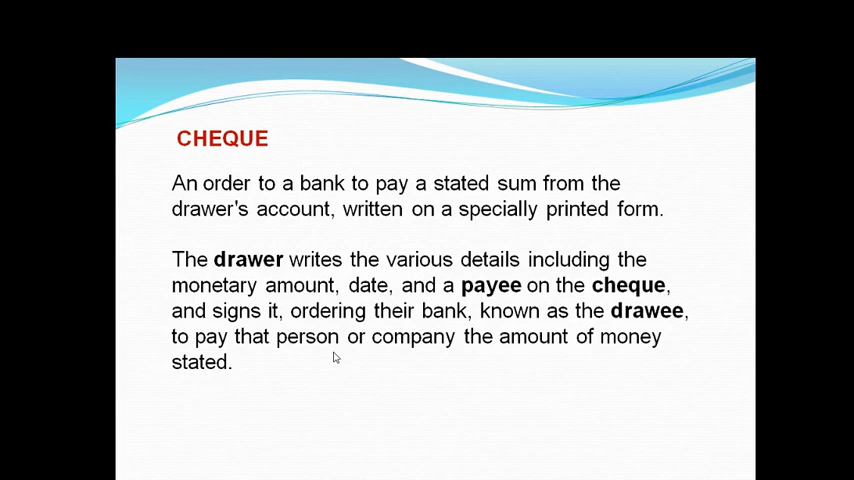 CHEQUE
An order to a bank to pay a stated sum from the
drawer's account, written on a specially printed form.
The drawer writes the various details including the
monetary amount, date, and a payee on the cheque,
and signs it, ordering their bank, known as the drawee,
to pay that person or company the amount of money
stated.